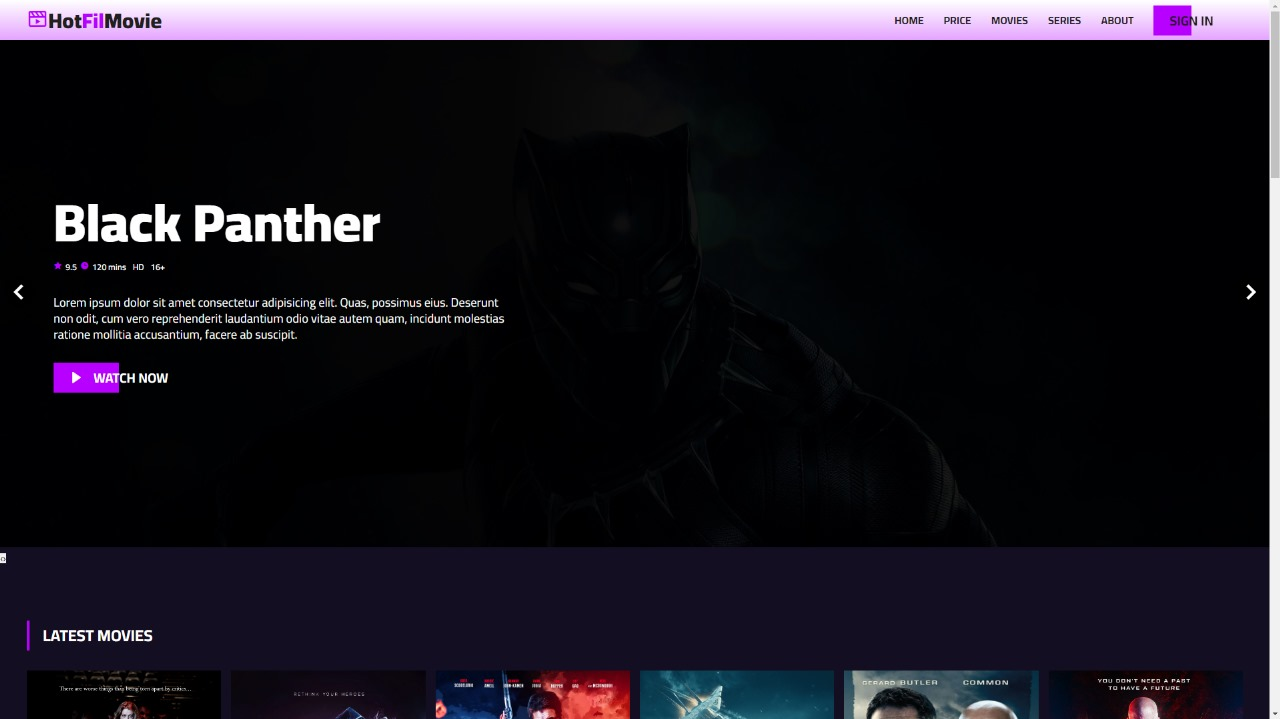 HotFilMovie
HOME PRICE MOVIES SERIES ABOUT SIGN IN
Black Panther
9.5 120 mins HD 16+
Lorem ipsum dolor sit amet consectetur adipisicing elit. Quas, possimus eius. Deserunt
non odit, cum vero reprehenderit laudantium odio vitae autem quam, incidunt molestias
ratione mollitia accusantium, facere ab suscipit.
WATCH NOW
LATEST MOVIES
There are worse things than being torn apart by critics...
RETHINK YOUR HEROES
GERARD BUTLER COMMON
YOU DON'T NEED A PAST
TO HAVE A FUTURE